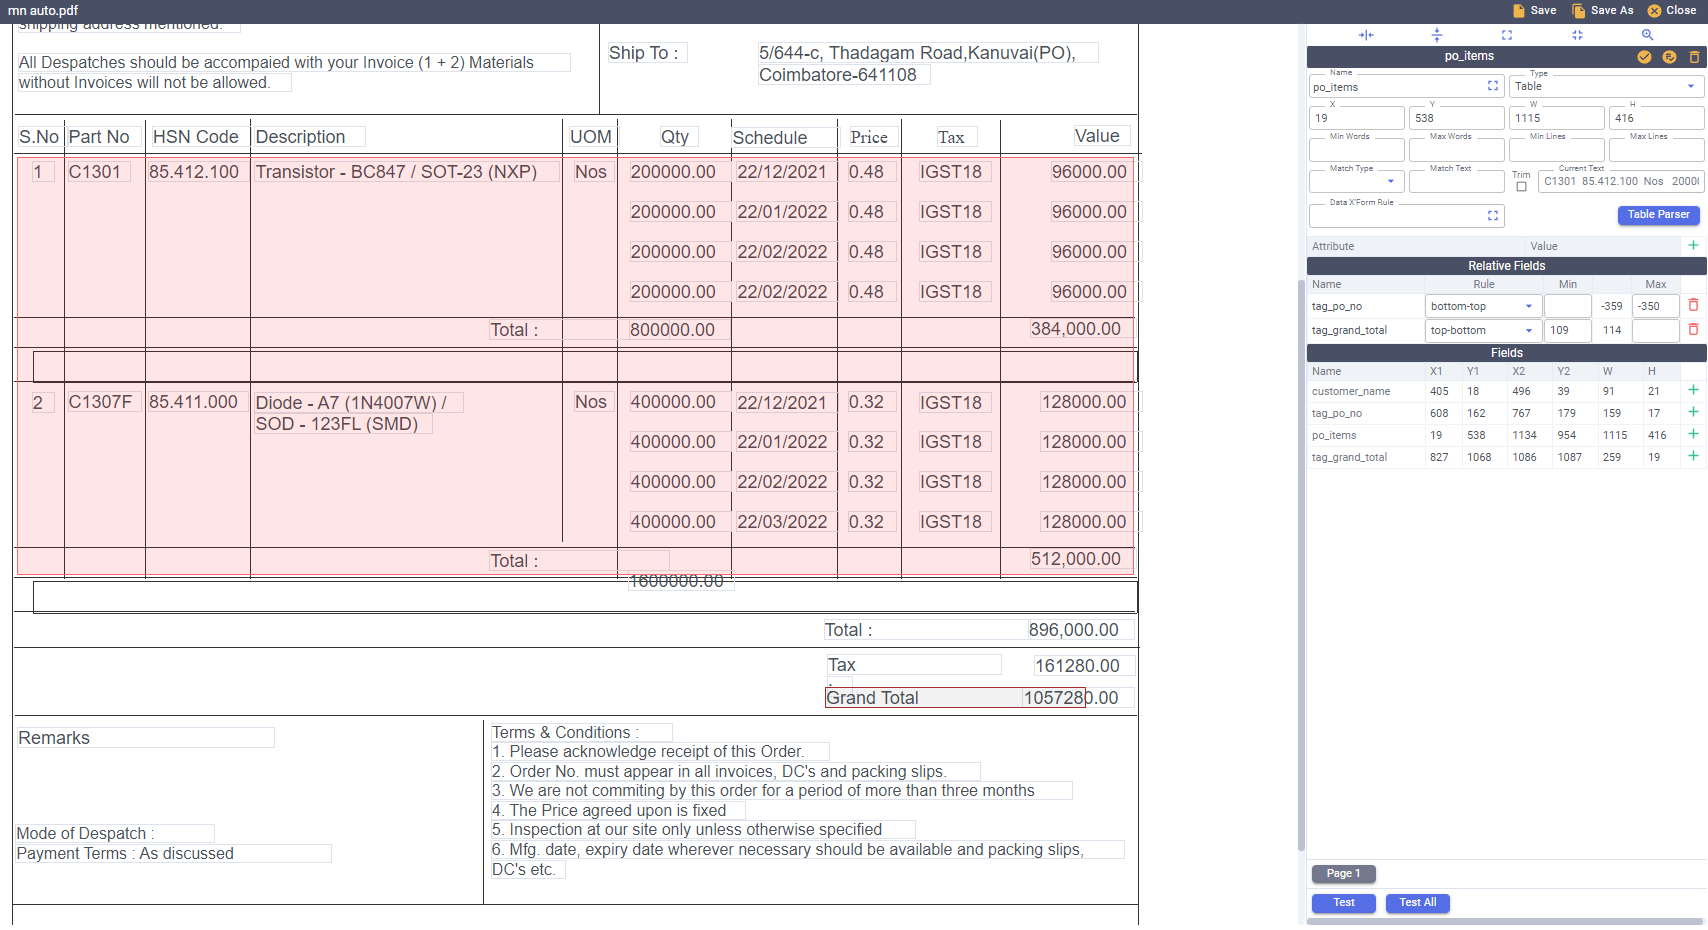 mn auto.pdf
Save
Save As
Close
shipping address mentioned.
All Despatches should be accompaied with your Invoice (1 + 2) Materials
without Invoices will not be allowed.
Ship To :
5/644-c, Thadagam Road,Kanuvai(PO),
Coimbatore-641108
S.No Part No HSN Code Description UOM Qty Schedule Price Tax Value
1 C1301 85.412.100 Transistor - BC847 / SOT-23 (NXP) Nos 200000.00 22/12/2021 0.48 IGST18 96000.00
200000.00 22/01/2022 0.48 IGST18 96000.00
200000.00 22/02/2022 0.48 IGST18 96000.00
200000.00 22/02/2022 0.48 IGST18 96000.00
Total : 800000.00 384,000.00
2 C1307F 85.411.000 Diode - A7 (1N4007W) / Nos 400000.00 22/12/2021 0.32 IGST18 128000.00
SOD - 123FL (SMD)
400000.00 22/01/2022 0.32 IGST18 128000.00
400000.00 22/02/2022 0.32 IGST18 128000.00
400000.00 22/03/2022 0.32 IGST18 128000.00
Total : 512,000.00
1600000.00
Total : 896,000.00
Tax 161280.00
:
Grand Total 1057280.00
Remarks
Mode of Despatch :
Payment Terms : As discussed
Terms & Conditions :
1. Please acknowledge receipt of this Order.
2. Order No. must appear in all invoices, DC's and packing slips.
3. We are not commiting by this order for a period of more than three months
4. The Price agreed upon is fixed
5. Inspection at our site only unless otherwise specified
6. Mfg. date, expiry date wherever necessary should be available and packing slips,
DC's etc.
po_items
Name Type
po_items Table
X Y W H
19 538 1115 416
Min Words Max Words Min Lines Max Lines
Match Type Match Text Trim Current Text
C1301 85.412.100 Nos 2000
Data X'Form Rule
Table Parser
Attribute Value
Relative Fields
Name Rule Min Max
tag_po_no bottom-top -359 -350
tag_grand_total top-bottom 109 114
Fields
Name X1 Y1 X2 Y2 W H
customer_name 405 18 496 39 91 21
tag_po_no 608 162 767 179 159 17
po_items 19 538 1134 954 1115 416
tag_grand_total 827 1068 1086 1087 259 19
Page 1
Test
Test All